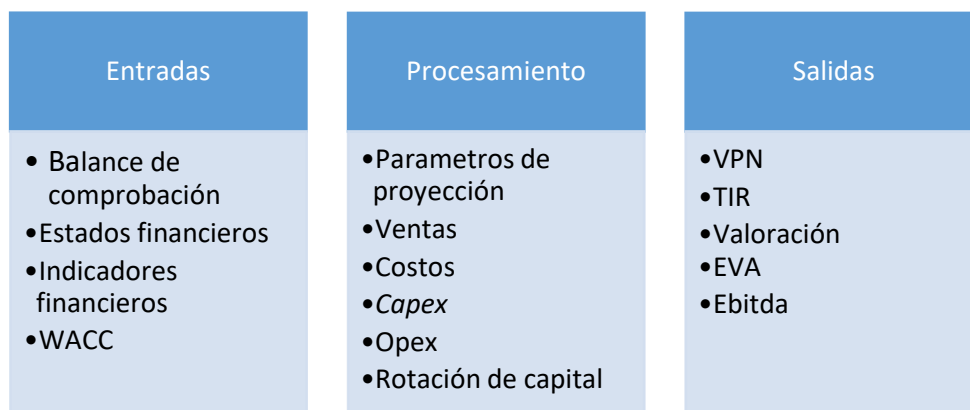 Entradas
• Balance de
comprobación
•Estados financieros
•Indicadores
financieros
•WACC
Procesamiento
•Parametros de
proyección
•Ventas
•Costos
•Capex
•Opex
•Rotación de capital
Salidas
•VPN
•TIR
•Valoración
•EVA
•Ebitda